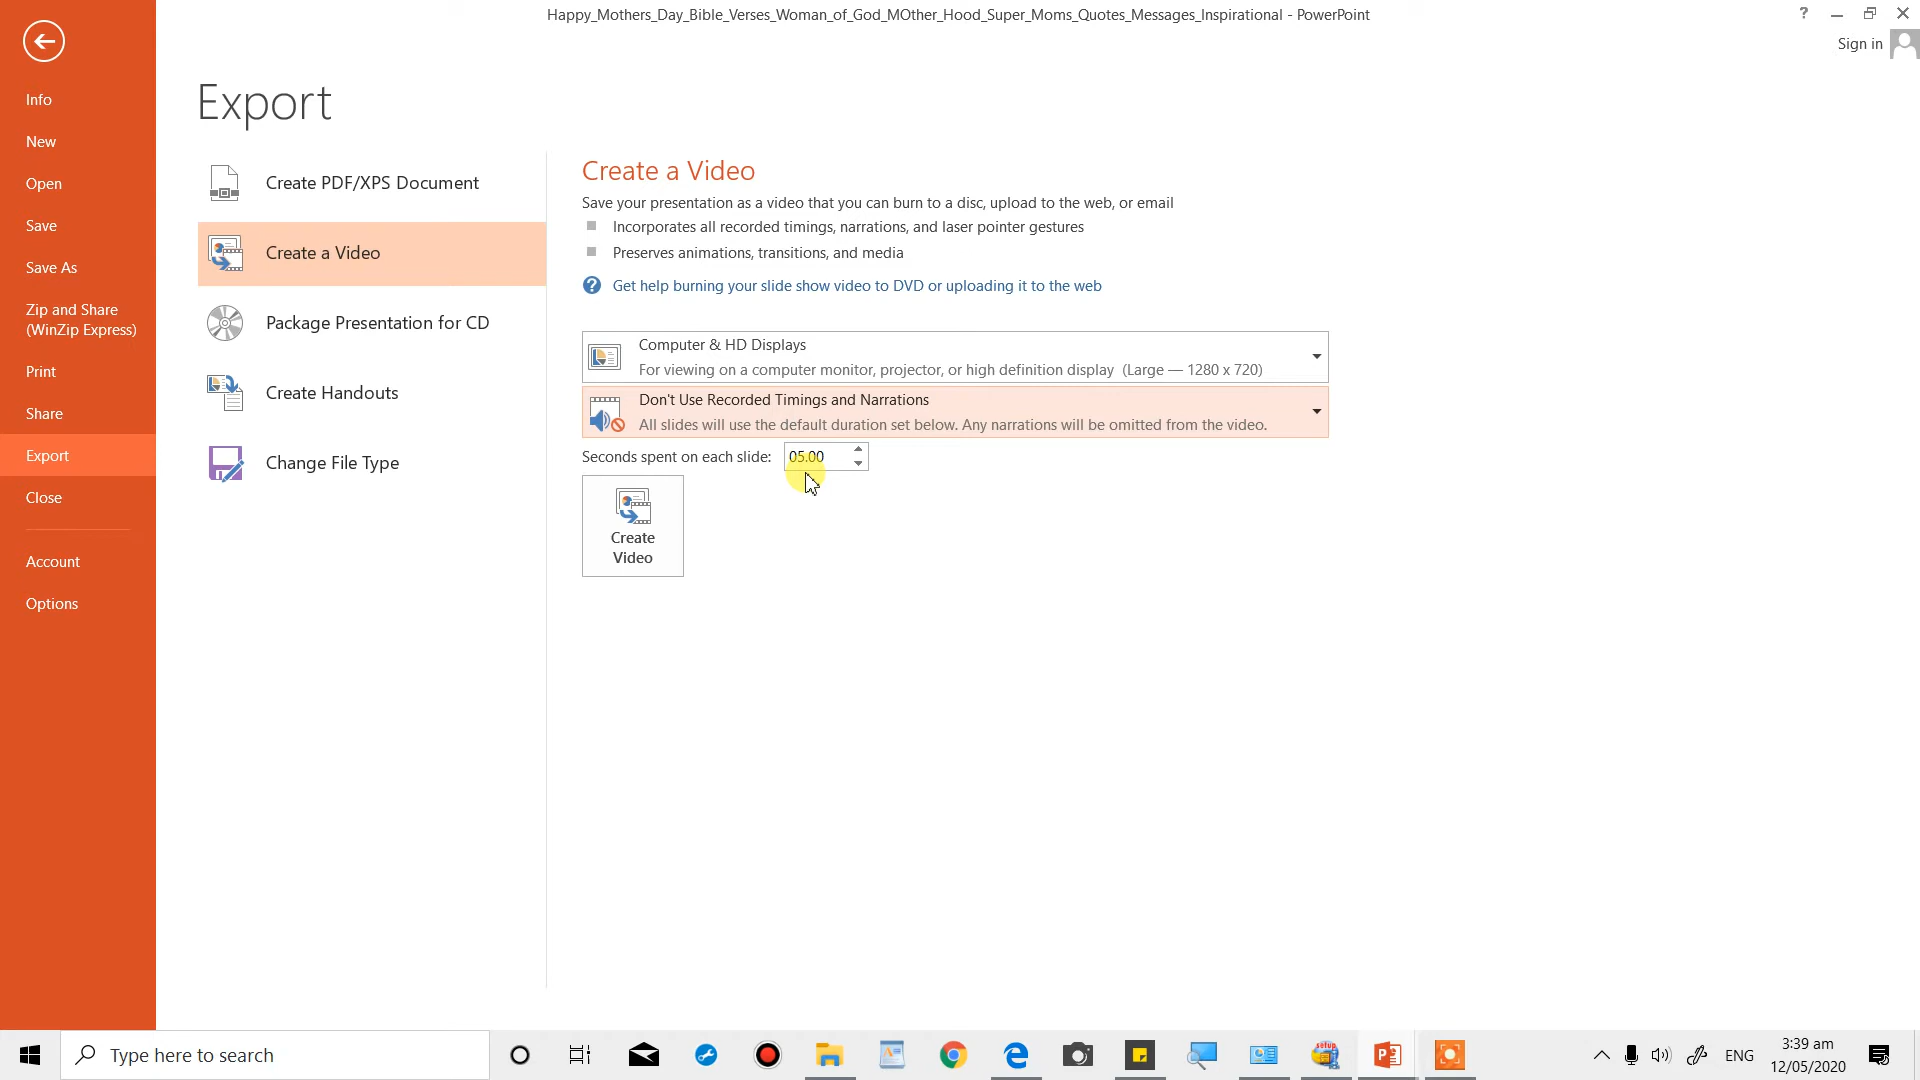 Happy_Mothers_Day_Bible_Verses_Woman_of_God_MOther_Hood_Super_Moms_Quotes_Messages_Inspirational - PowerPoint
?
Sign in
Info
New
Open
Save
Save As
Zip and Share
(WinZip Express)
Print
Share
Export
Close
Account
Options
Export
Create PDF/XPS Document
Create a Video
Package Presentation for CD
Create Handouts
Change File Type
Create a Video
Save your presentation as a video that you can burn to a disc, upload to the web, or email
Incorporates all recorded timings, narrations, and laser pointer gestures
Preserves animations, transitions, and media
? Get help burning your slide show video to DVD or uploading it to the web
Computer & HD Displays
For viewing on a computer monitor, projector, or high definition display (Large — 1280 x 720)
Don't Use Recorded Timings and Narrations
All slides will use the default duration set below. Any narrations will be omitted from the video.
Seconds spent on each slide: 05.00
Create
Video
Type here to search
setup
ENG
3:39 am
12/05/2020